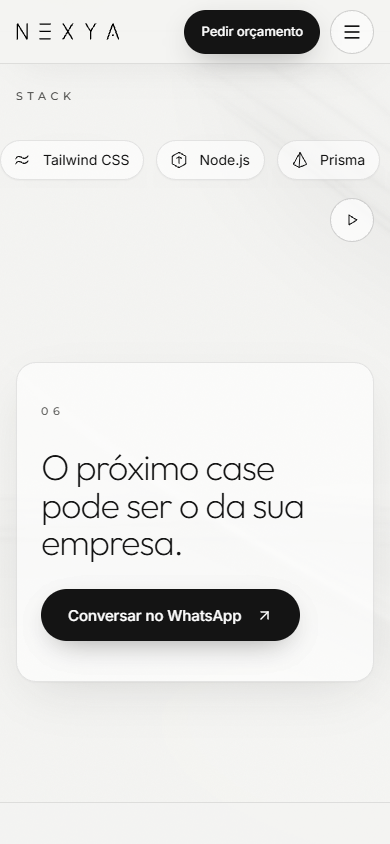 NEXYA
Pedir orçamento
STACK
Tailwind CSS
Node.js
Prisma
06
O próximo case
pode ser o da sua
empresa.
Conversar no WhatsApp